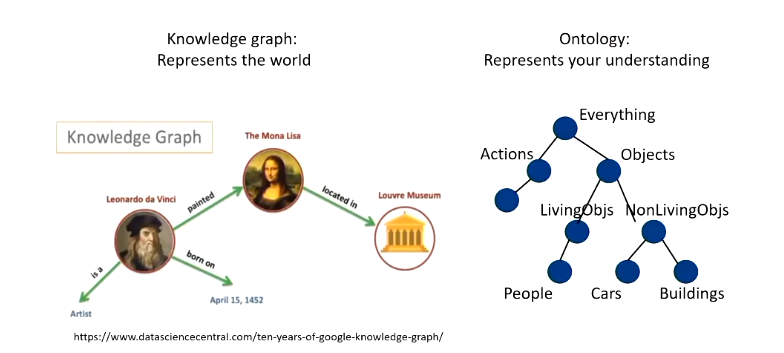 Knowledge graph:
Represents the world
Knowledge Graph
The Mona Lisa
Leonardo da Vinci
painted
located in
Louvre Museum
is a
born on
Artist
April 15, 1452
https://www.datasciencecentral.com/ten-years-of-google-knowledge-graph/
Ontology:
Represents your understanding
Everything
Actions
Objects
LivingObjs
NonLivingObjs
People
Cars
Buildings